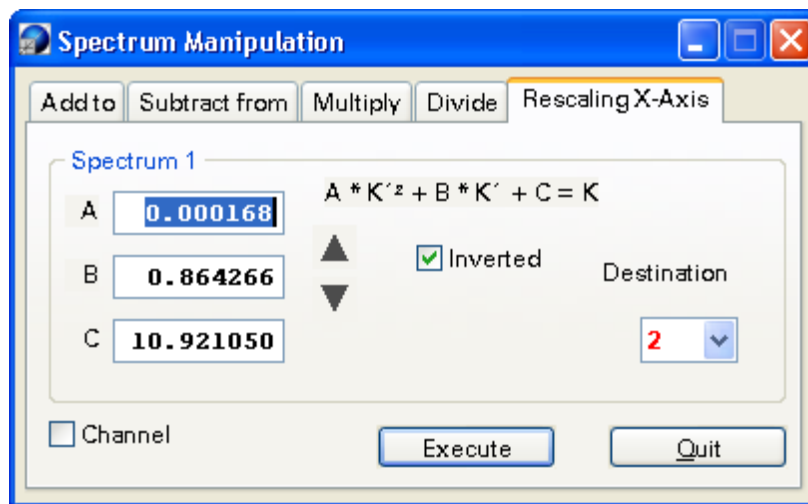 Spectrum Manipulation
Add to Subtract from Multiply Divide Rescaling X-Axis
Spectrum 1
A 0.000168 A * K´² + B * K´ + C = K
Inverted
B 0.864266 Destination
C 10.921050 2
Channel Execute Quit